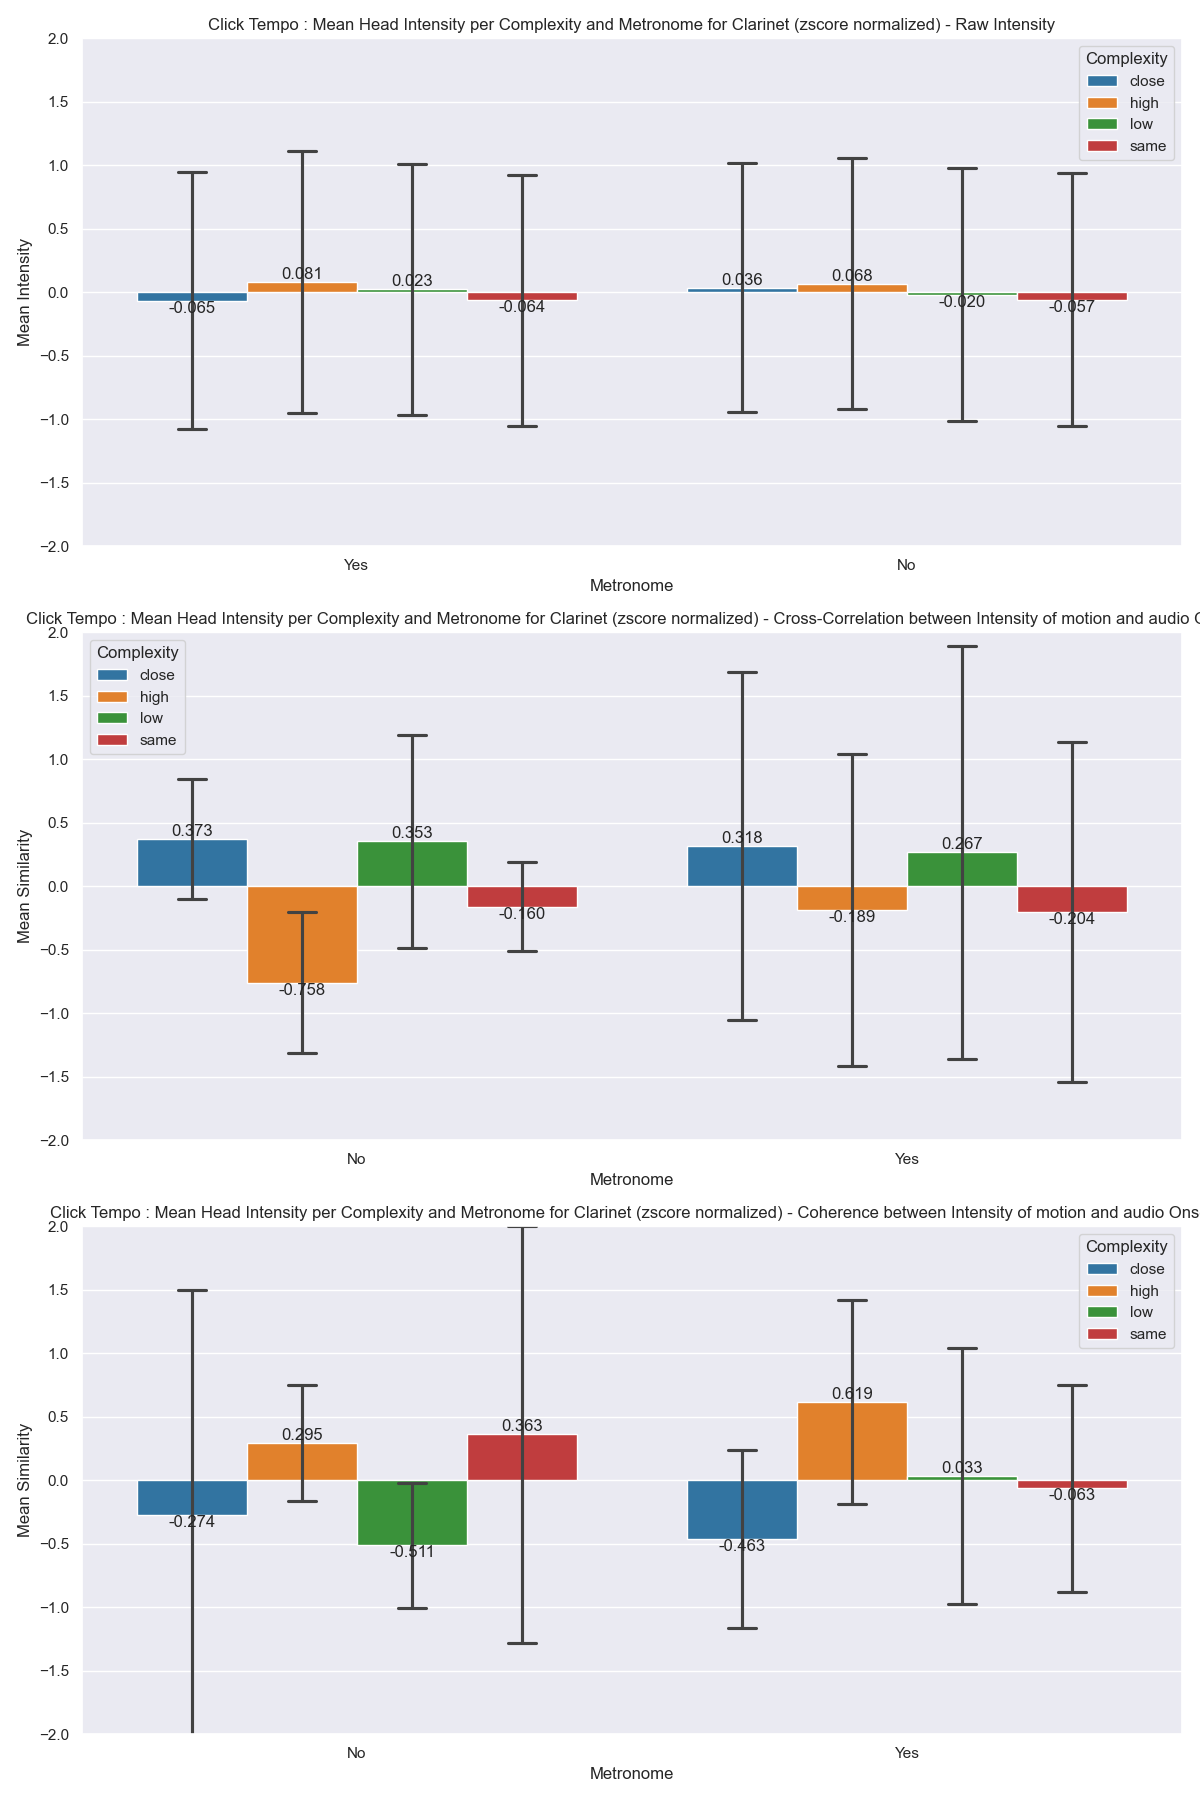 Click Tempo : Mean Head Intensity per Complexity and Metronome for Clarinet (zscore normalized) - Raw Intensity
2.0
1.5
1.0
0.5
0.0
−0.5
−1.0
−1.5
−2.0
Mean Intensity
Complexity
close
high
low
same
-0.065
0.081
0.023
-0.064
0.036
0.068
-0.020
-0.057
Yes
No
Metronome
Click Tempo : Mean Head Intensity per Complexity and Metronome for Clarinet (zscore normalized) - Cross-Correlation between Intensity of motion and audio
2.0
1.5
1.0
0.5
0.0
−0.5
−1.0
−1.5
−2.0
Mean Similarity
Complexity
close
high
low
same
0.373
-0.758
0.353
-0.160
0.318
-0.189
0.267
-0.204
No
Yes
Metronome
Click Tempo : Mean Head Intensity per Complexity and Metronome for Clarinet (zscore normalized) - Coherence between Intensity of motion and audio Ons
2.0
1.5
1.0
0.5
0.0
−0.5
−1.0
−1.5
−2.0
Mean Similarity
Complexity
close
high
low
same
-0.274
0.295
-0.511
0.363
-0.463
0.619
0.033
-0.063
No
Yes
Metronome